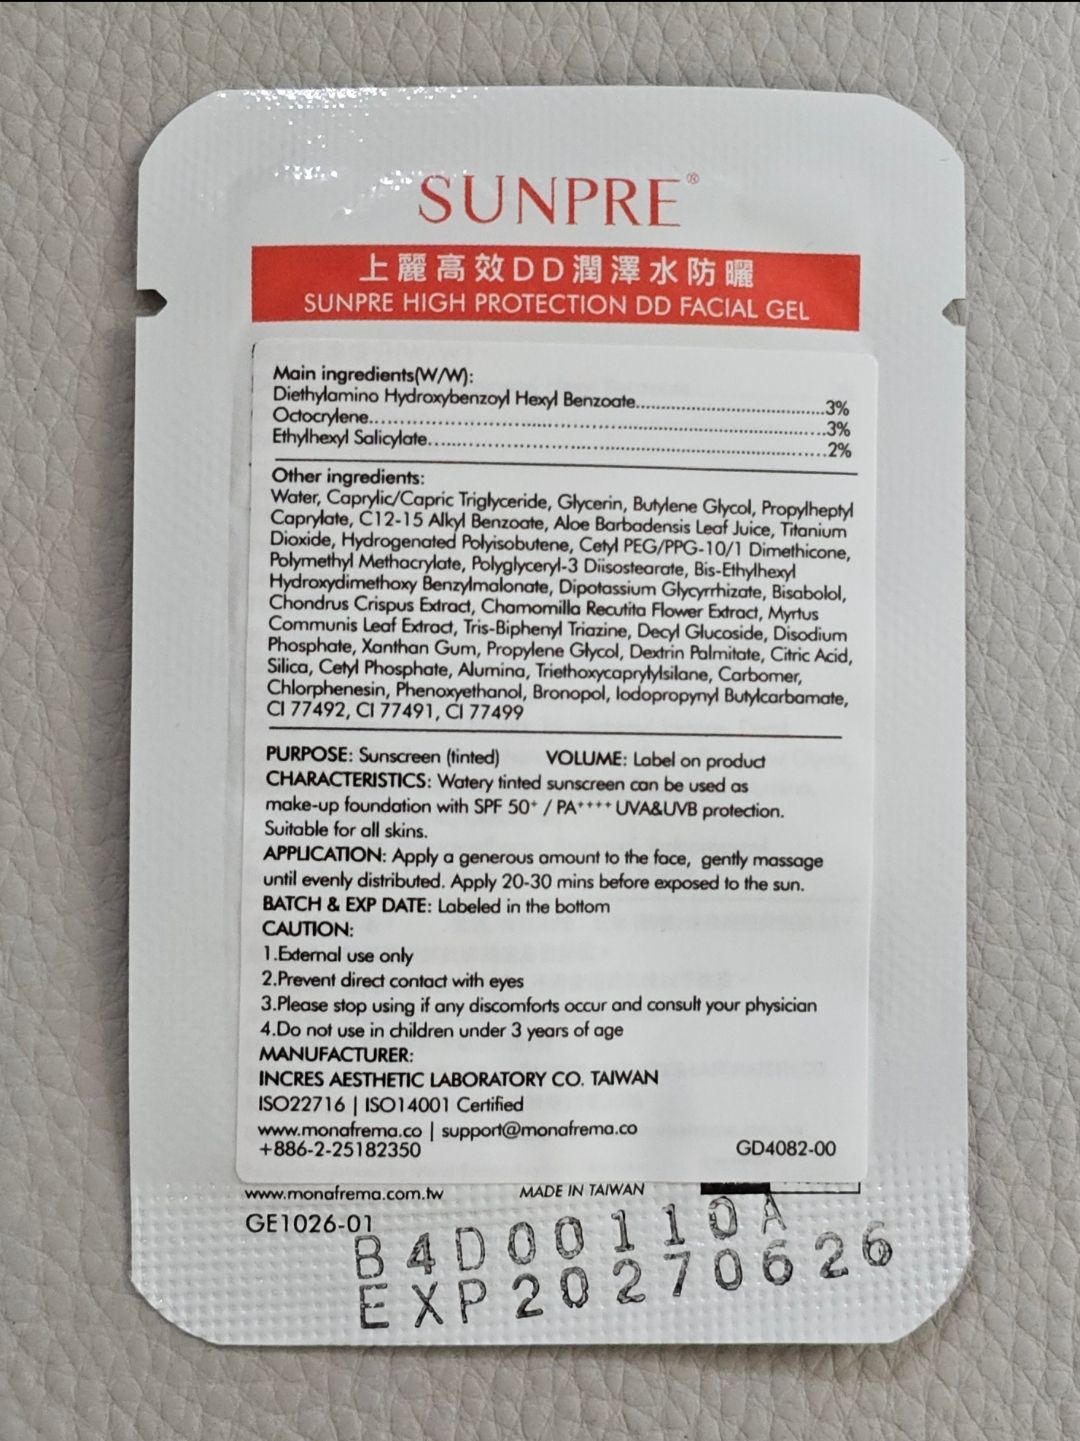 SUNPRE®
上麗高效DD潤澤水防曬
SUNPRE HIGH PROTECTION DD FACIAL GEL
Main ingredients(W/W):
Diethylamino Hydroxybenzoyl Hexyl Benzoate..............................3%
Octocrylene..............................3%
Ethylhexyl Salicylate..............................2%
Other ingredients:
Water, Caprylic/Capric Triglyceride, Glycerin, Butylene Glycol, Propylheptyl
Caprylate, C12-15 Alkyl Benzoate, Aloe Barbadensis Leaf Juice, Titanium
Dioxide, Hydrogenated Polyisobutene, Cetyl PEG/PPG-10/1 Dimethicone,
Polymethyl Methacrylate, Polyglyceryl-3 Diisostearate, Bis-Ethylhexyl
Hydroxydimethoxy Benzylmalonate, Dipotassium Glycyrrhizate, Bisabolol,
Chondrus Crispus Extract, Chamomilla Recutita Flower Extract, Myrtus
Communis Leaf Extract, Tris-Biphenyl Triazine, Decyl Glucoside, Disodium
Phosphate, Xanthan Gum, Propylene Glycol, Dextrin Palmitate, Citric Acid,
Silica, Cetyl Phosphate, Alumina, Triethoxycaprylylsilane, Carbomer,
Chlorphenesin, Phenoxyethanol, Bronopol, Iodopropynyl Butylcarbamate,
CI 77492, CI 77491, CI 77499
PURPOSE: Sunscreen (tinted) VOLUME: Label on product
CHARACTERISTICS: Watery tinted sunscreen can be used as
make-up foundation with SPF 50⁺ / PA⁺⁺⁺⁺ UVA&UVB protection.
Suitable for all skins.
APPLICATION: Apply a generous amount to the face, gently massage
until evenly distributed. Apply 20-30 mins before exposed to the sun.
BATCH & EXP DATE: Labeled in the bottom
CAUTION:
1.External use only
2.Prevent direct contact with eyes
3.Please stop using if any discomforts occur and consult your physician
4.Do not use in children under 3 years of age
MANUFACTURER:
INCRES AESTHETIC LABORATORY CO. TAIWAN
ISO22716 | ISO14001 Certified
www.monafrema.co | support@monafrema.co
+886-2-25182350 GD4082-00
www.monafrema.com.tw MADE IN TAIWAN
GE1026-01
B4D00110A
EXP20270626